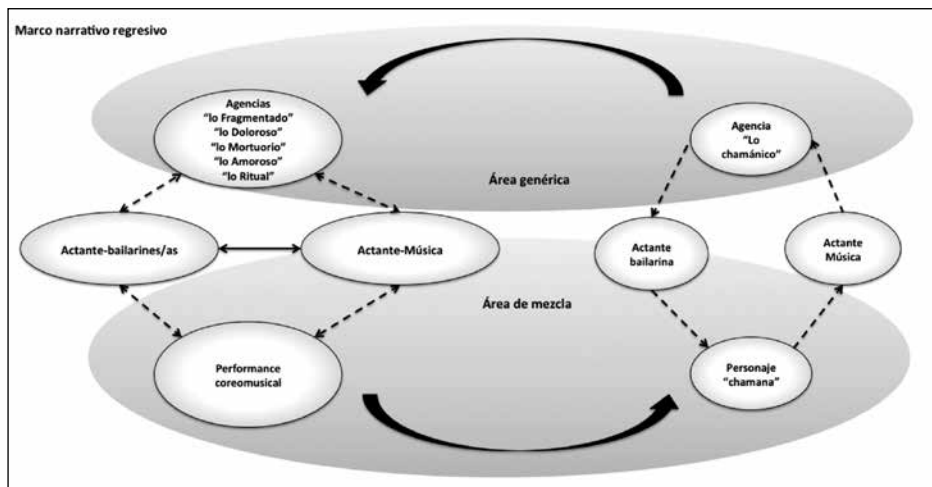 Marco narrativo regresivo
Agencias
“lo Fragmentado”
“lo Doloroso”
“lo Mortuorio”
“lo Amoroso”
“lo Ritual”
Agencia
“Lo
chamánico”
Área genérica
Actante-bailarines/as
Actante-Música
Actante
bailarina
Actante
Música
Área de mezcla
Performance
coreomusical
Personaje
“chamana”